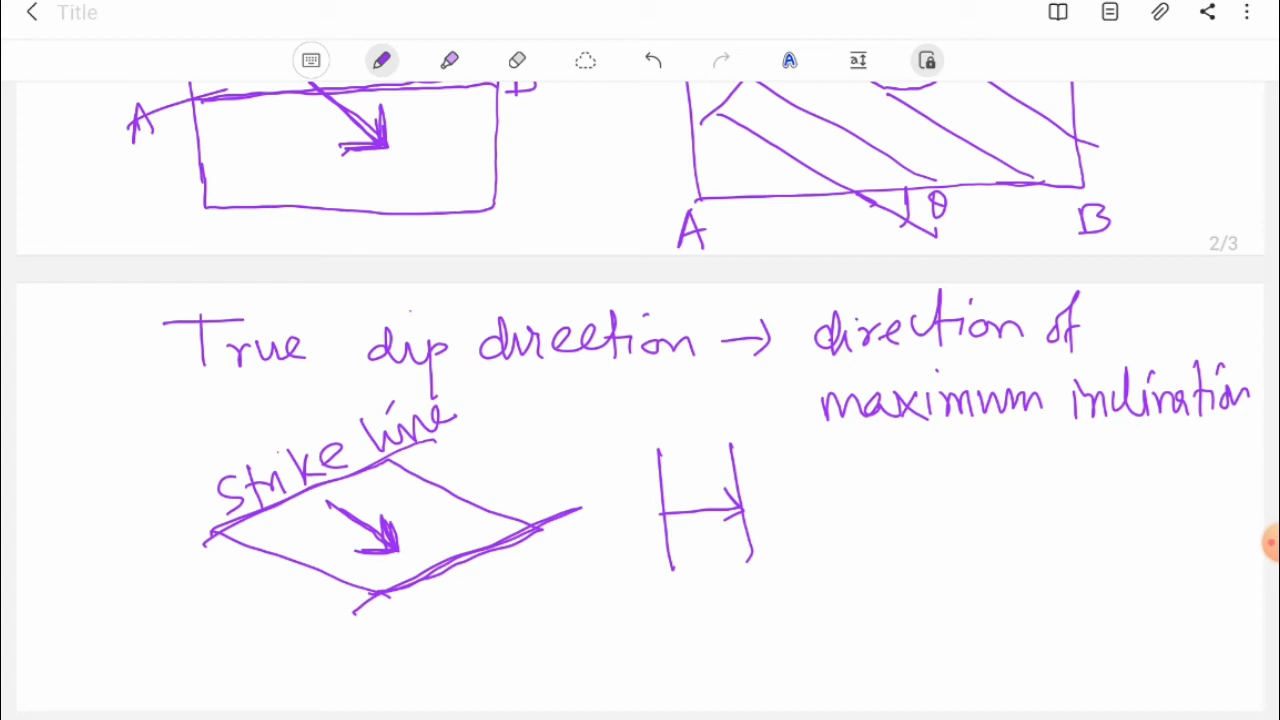 Title
A
θ
A
B
2/3
True dip direction → direction of
maximum inclination
Strike line